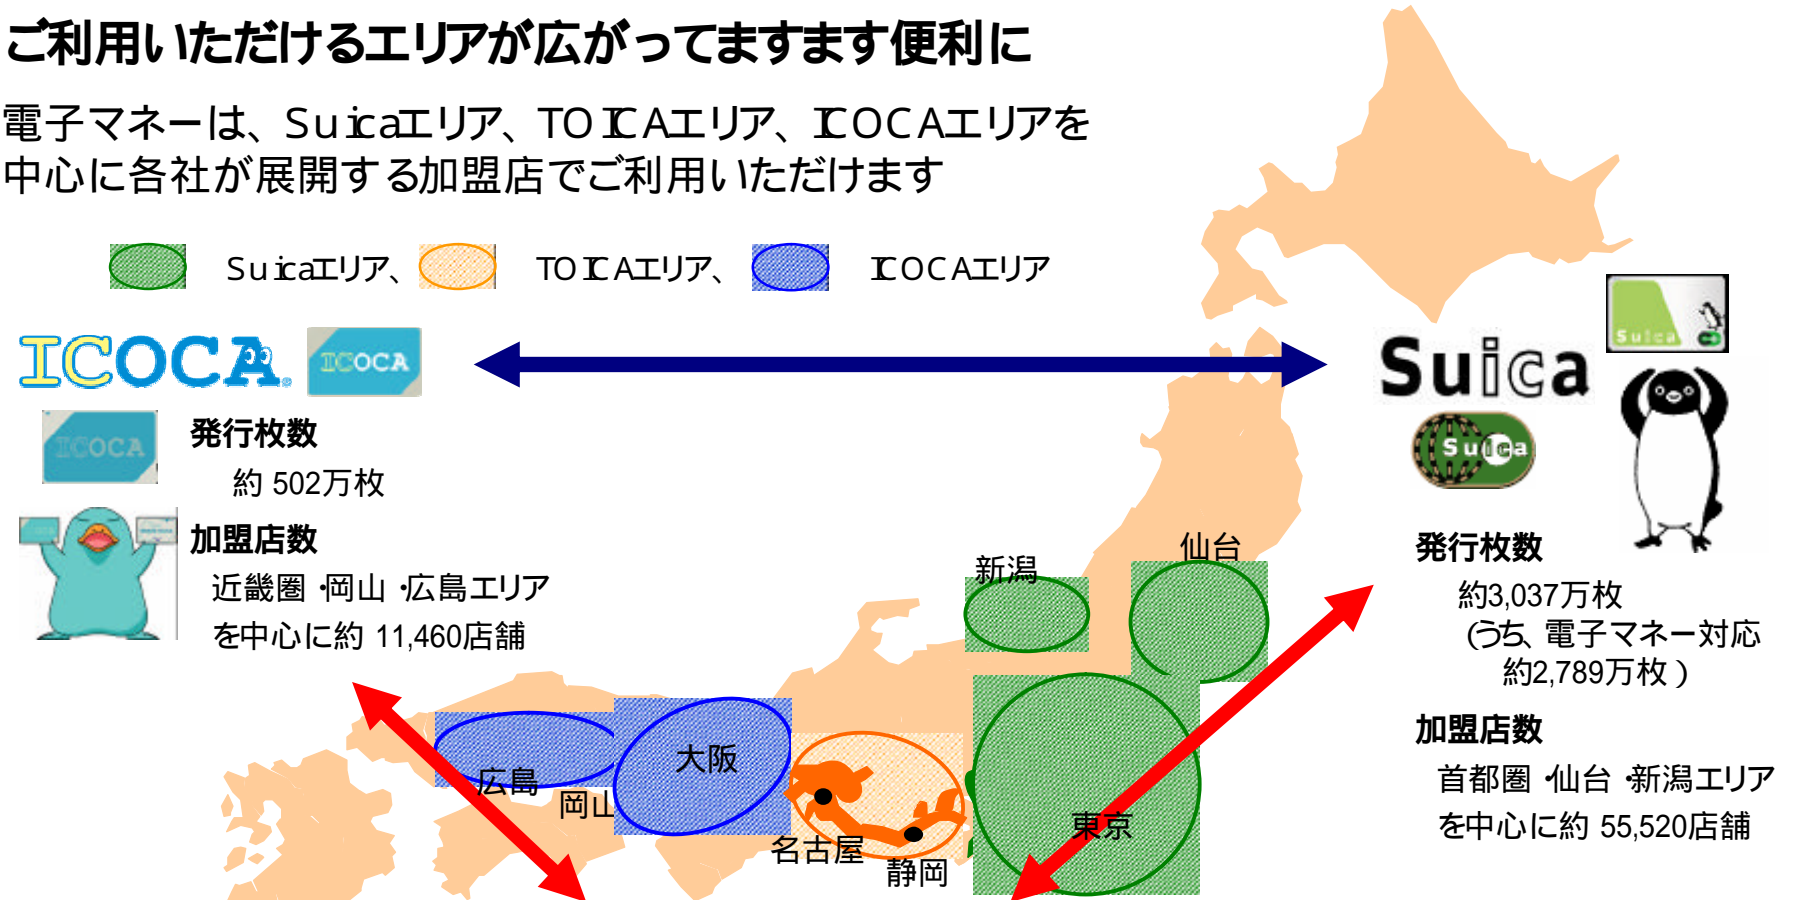 ご利用いただけるエリアが広がってますます便利に
電子マネーは、Suicaエリア、TOICAエリア、ICOCAエリアを
中心に各社が展開する加盟店でご利用いただけます
Suicaエリア、 TOICAエリア、 ICOCAエリア
ICOCA
ICOCA
ICOCA
発行枚数
約 502万枚
加盟店数
近畿圏・岡山・広島エリア
を中心に約 11,460店舗
Suica
Suica
Suica
発行枚数
約3,037万枚
(うち、電子マネー対応
約2,789万枚)
加盟店数
首都圏・仙台・新潟エリア
を中心に約 55,520店舗
仙台
新潟
大阪
広島
岡山
名古屋
静岡
東京